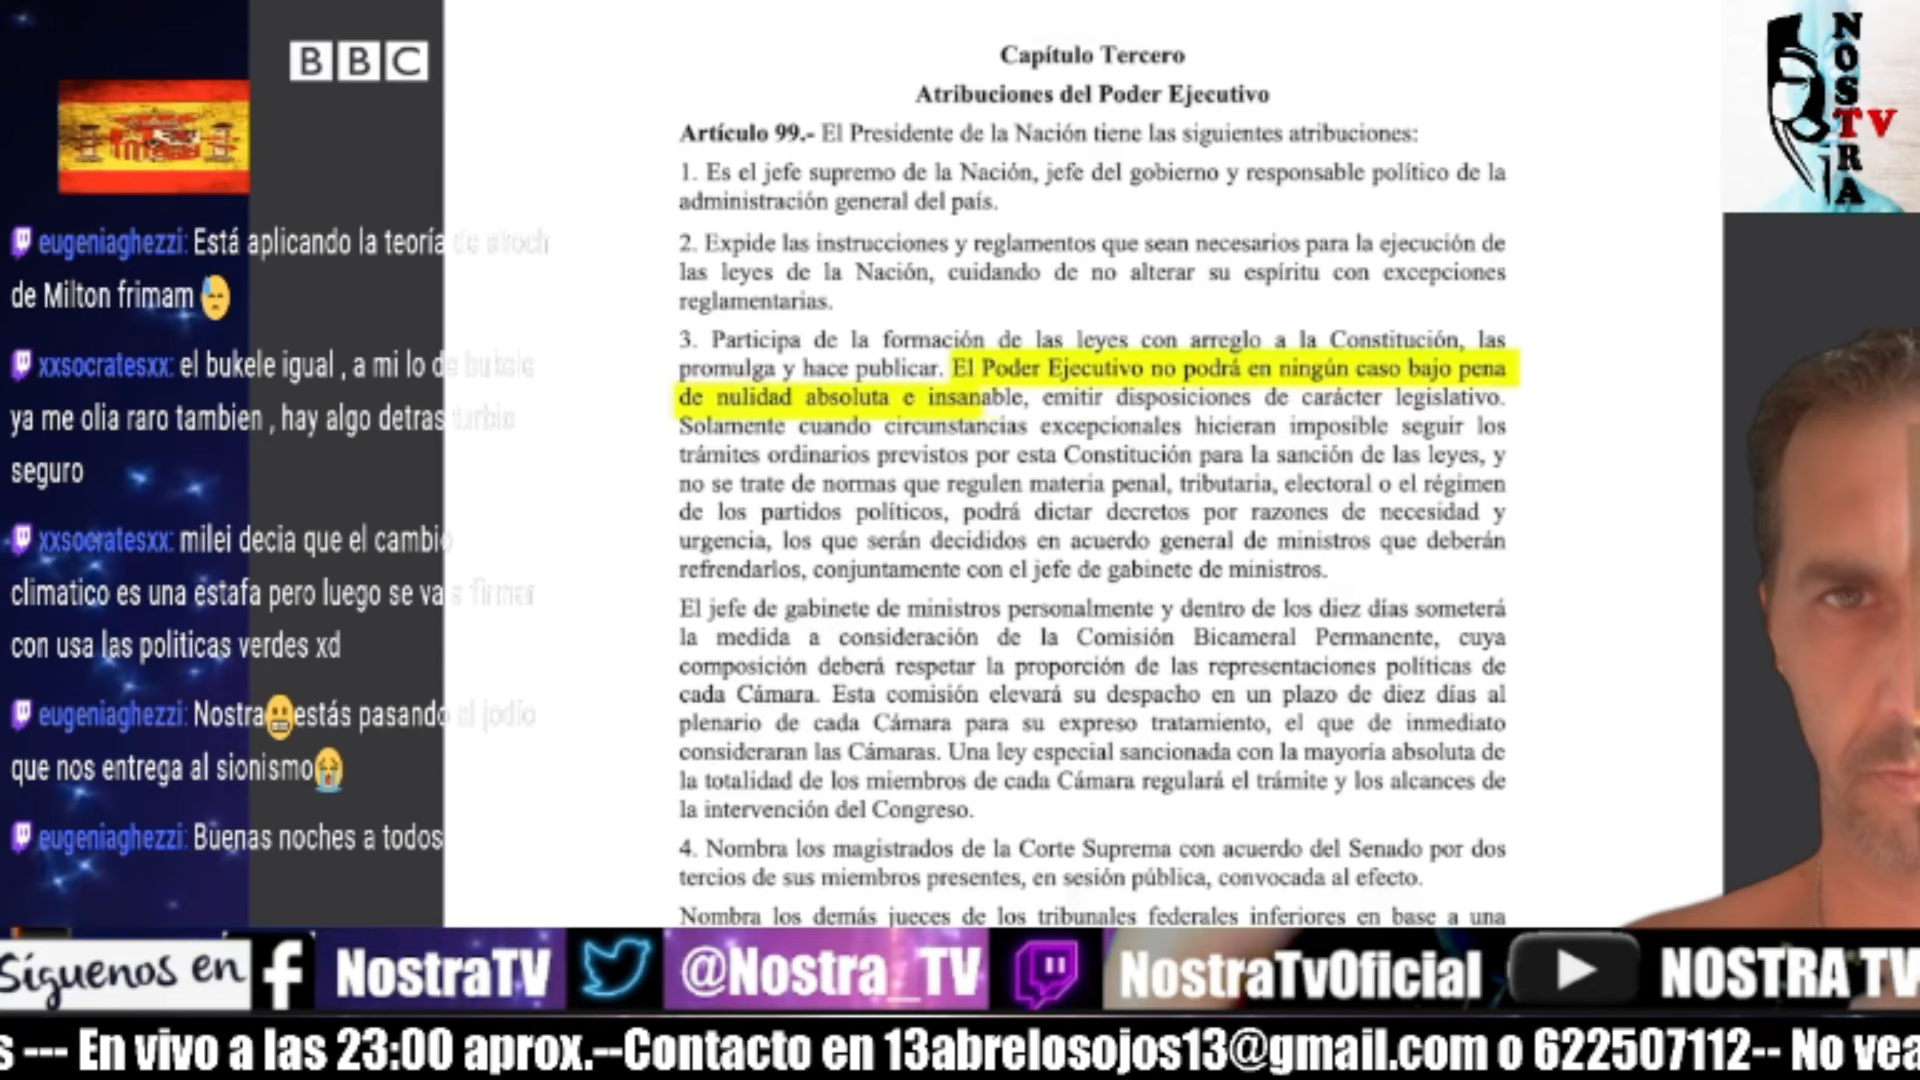 BBC
NOSTRA
TV
eugeniaghezzi: Está aplicando la teoría de
de Milton frimam
xxsocratesxx: el bukele igual , a mi lo de bukele
ya me olia raro tambien , hay algo detras turbio
seguro
xxsocratesxx: milei decia que el cambio
climatico es una estafa pero luego se va a firmar
con usa las politicas verdes xd
eugeniaghezzi: Nostra estás pasando al jodio
que nos entrega al sionismo
eugeniaghezzi: Buenas noches a todos
Capítulo Tercero
Atribuciones del Poder Ejecutivo
Artículo 99.- El Presidente de la Nación tiene las siguientes atribuciones:
1. Es el jefe supremo de la Nación, jefe del gobierno y responsable político de la
administración general del país.
2. Expide las instrucciones y reglamentos que sean necesarios para la ejecución de
las leyes de la Nación, cuidando de no alterar su espíritu con excepciones
reglamentarias.
3. Participa de la formación de las leyes con arreglo a la Constitución, las
promulga y hace publicar. El Poder Ejecutivo no podrá en ningún caso bajo pena
de nulidad absoluta e insanable, emitir disposiciones de carácter legislativo.
Solamente cuando circunstancias excepcionales hicieran imposible seguir los
trámites ordinarios previstos por esta Constitución para la sanción de las leyes, y
no se trate de normas que regulen materia penal, tributaria, electoral o el régimen
de los partidos políticos, podrá dictar decretos por razones de necesidad y
urgencia, los que serán decididos en acuerdo general de ministros que deberán
refrendarlos, conjuntamente con el jefe de gabinete de ministros.
El jefe de gabinete de ministros personalmente y dentro de los diez días someterá
la medida a consideración de la Comisión Bicameral Permanente, cuya
composición deberá respetar la proporción de las representaciones políticas de
cada Cámara. Esta comisión elevará su despacho en un plazo de diez días al
plenario de cada Cámara para su expreso tratamiento, el que de inmediato
consideraran las Cámaras. Una ley especial sancionada con la mayoría absoluta de
la totalidad de los miembros de cada Cámara regulará el trámite y los alcances de
la intervención del Congreso.
4. Nombra los magistrados de la Corte Suprema con acuerdo del Senado por dos
tercios de sus miembros presentes, en sesión pública, convocada al efecto.
Nombra los demás jueces de los tribunales federales inferiores en base a una
Síguenos en NostraTV @Nostra_TV NostraTvOficial NOSTRA TV
s --- En vivo a las 23:00 aprox.--Contacto en 13abrelosojos13@gmail.com o 622507112-- No vea